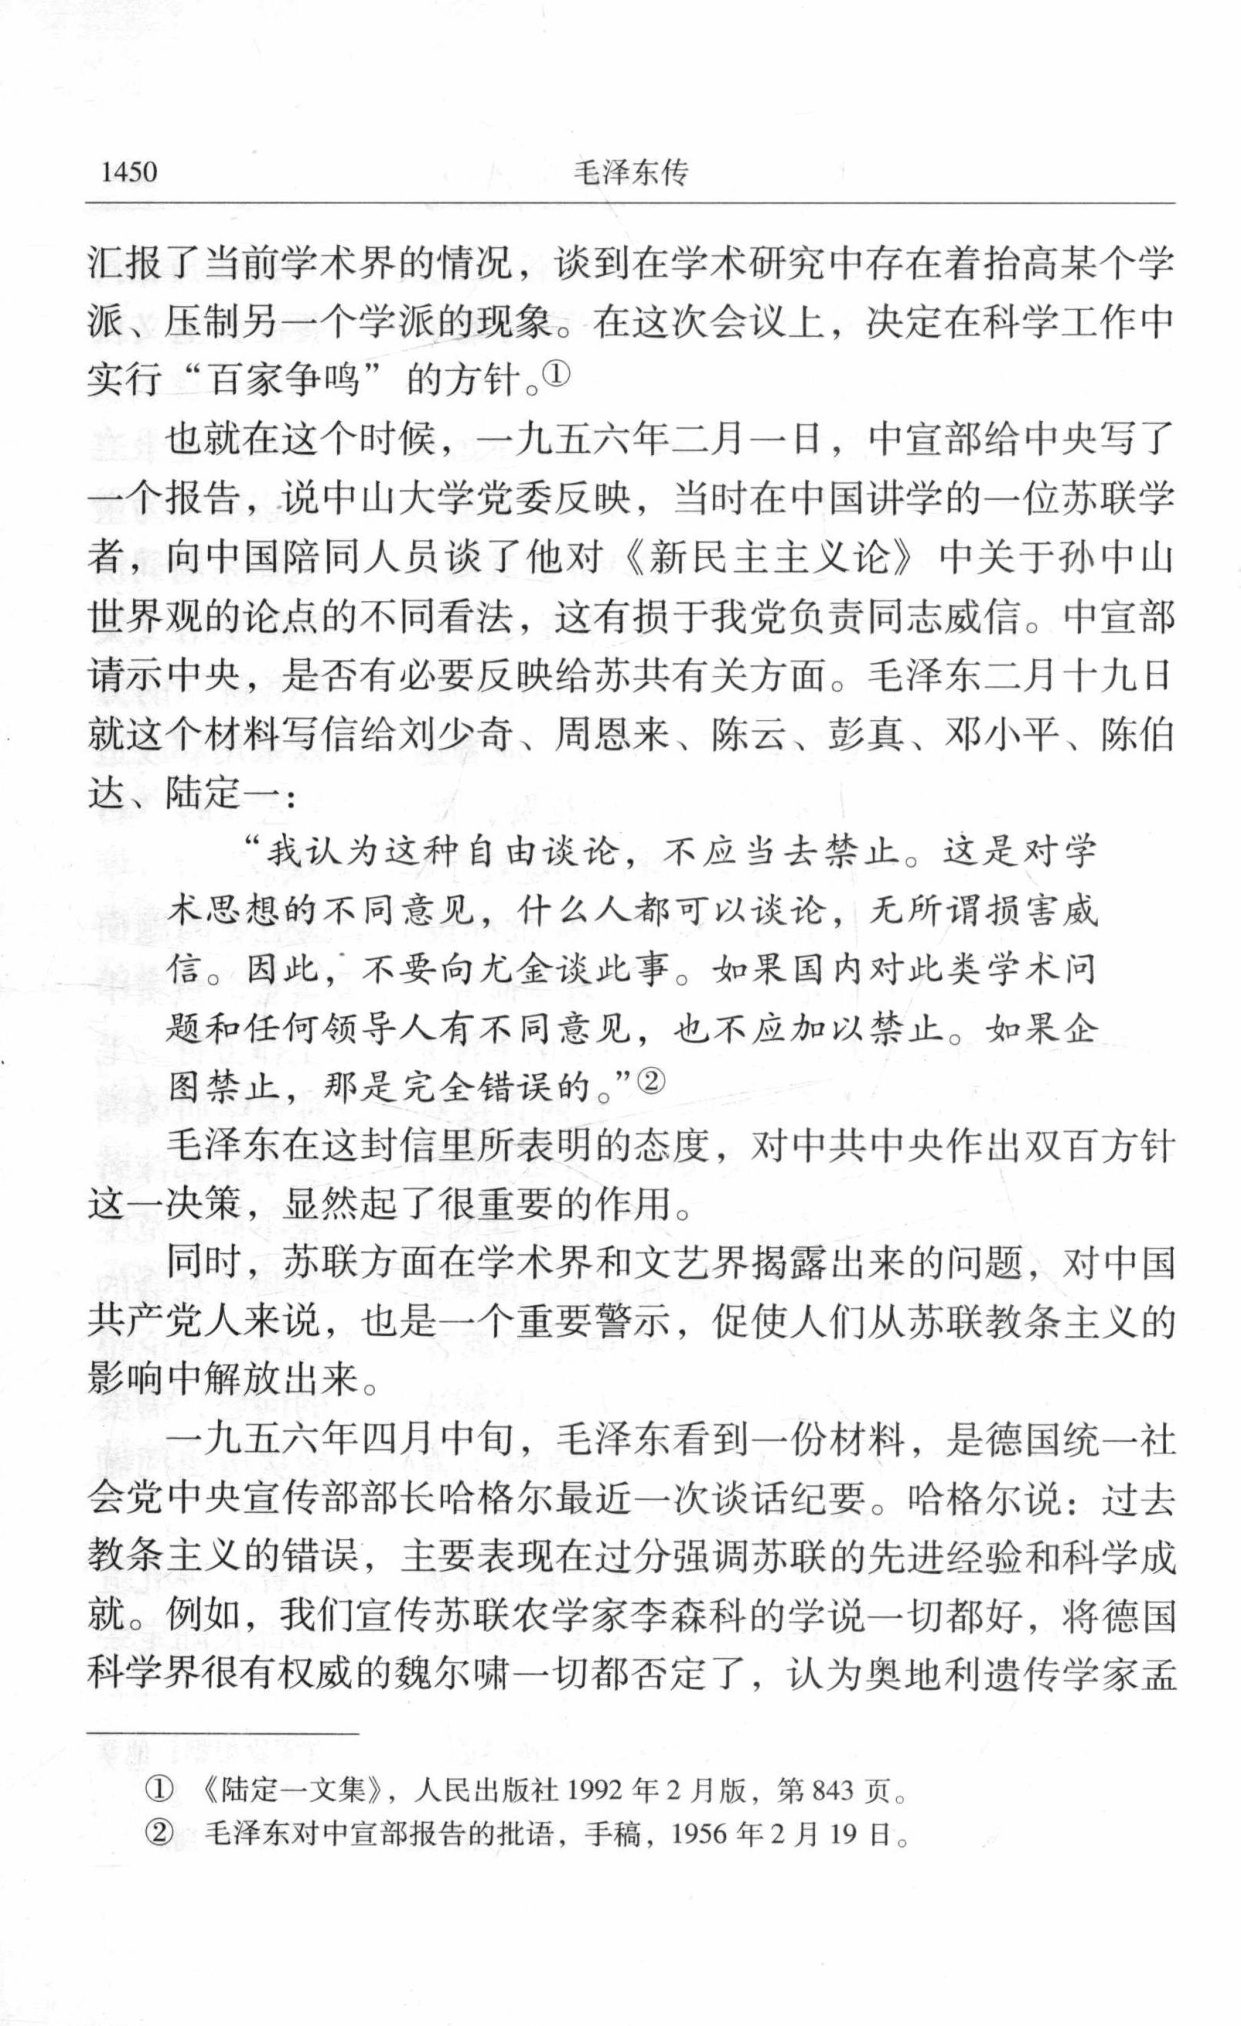 1450 毛泽东传
汇报了当前学术界的情况，谈到在学术研究中存在着抬高某个学
派、压制另一个学派的现象。在这次会议上，决定在科学工作中
实行“百家争鸣”的方针。①
也就在这个时候，一九五六年二月一日，中宣部给中央写了
一个报告，说中山大学党委反映，当时在中国讲学的一位苏联学
者，向中国陪同人员谈了他对《新民主主义论》中关于孙中山
世界观的论点的不同看法，这有损于我党负责同志威信。中宣部
请示中央，是否有必要反映给苏共有关方面。毛泽东二月十九日
就这个材料写信给刘少奇、周恩来、陈云、彭真、邓小平、陈伯
达、陆定一：
“我认为这种自由谈论，不应当去禁止。这是对学
术思想的不同意见，什么人都可以谈论，无所谓损害威
信。因此，不要向尤金谈此事。如果国内对此类学术问
题和任何领导人有不同意见，也不应加以禁止。如果企
图禁止，那是完全错误的。”②
毛泽东在这封信里所表明的态度，对中共中央作出双百方针
这一决策，显然起了很重要的作用。
同时，苏联方面在学术界和文艺界揭露出来的问题，对中国
共产党人来说，也是一个重要警示，促使人们从苏联教条主义的
影响中解放出来。
一九五六年四月中旬，毛泽东看到一份材料，是德国统一社
会党中央宣传部部长哈格尔最近一次谈话纪要。哈格尔说：过去
教条主义的错误，主要表现在过分强调苏联的先进经验和科学成
就。例如，我们宣传苏联农学家李森科的学说一切都好，将德国
科学界很有权威的魏尔啸一切都否定了，认为奥地利遗传学家孟
① 《陆定一文集》，人民出版社 1992 年 2 月版，第 843 页。
② 毛泽东对中宣部报告的批语，手稿，1956 年 2 月 19 日。